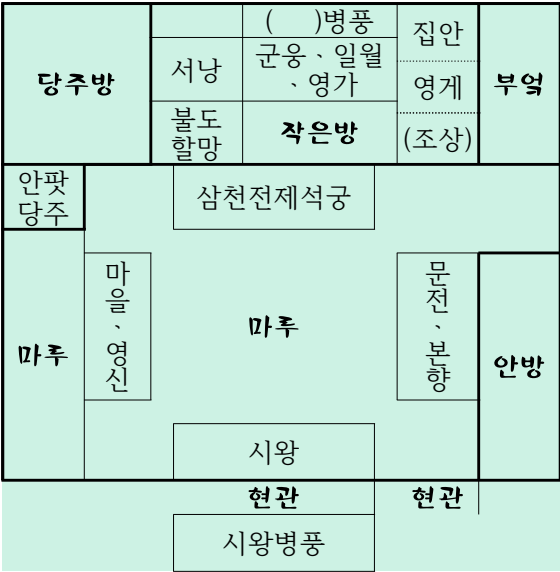 (    )병풍
집안
당주방
서낭
군웅、일월
、영가
영게
부엌
불도
할망
작은방
(조상)
안팟
당주
삼천전제석궁
마루
마을、영신
마루
문전、본향
안방
시왕
현관
현관
시왕병풍